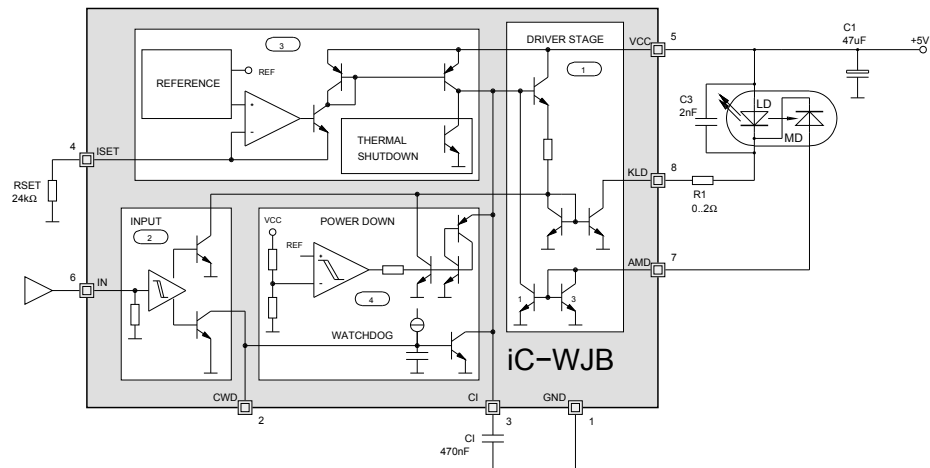 DRIVER STAGE
1
3
REFERENCE
REF
+
-
THERMAL
SHUTDOWN
VCC
5
C1
47uF
+5V
C3
2nF
LD
MD
4
ISET
RSET
24kΩ
KLD
8
R1
0..2Ω
INPUT
2
POWER DOWN
VCC
REF
+
-
4
AMD
7
1
3
6
IN
WATCHDOG
iC-WJB
CWD
2
CI
3
GND
1
CI
470nF